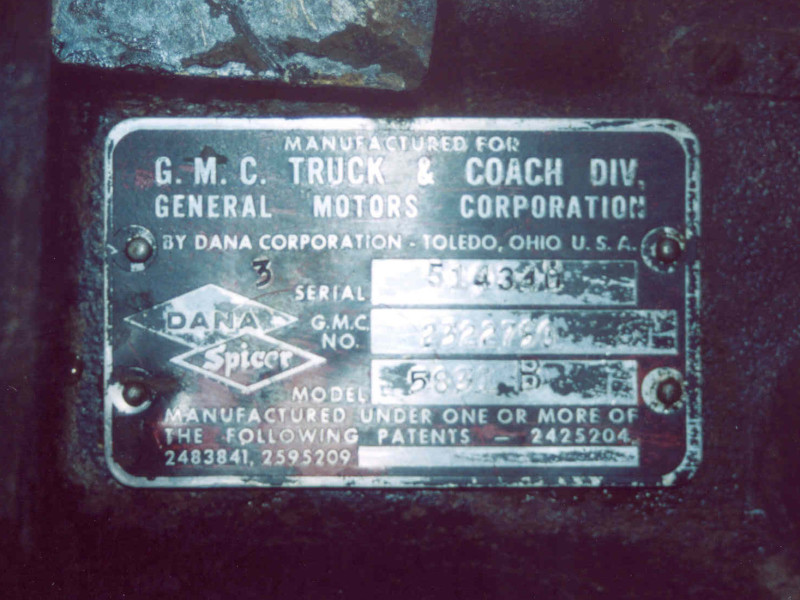 MANUFACTURED FOR
G. M. C. TRUCK & COACH DIV.
GENERAL MOTORS CORPORATION
BY DANA CORPORATION - TOLEDO, OHIO U. S. A.
3
SERIAL
DANA
Spicer
G.M.C.
NO.
MODEL
MANUFACTURED UNDER ONE OR MORE OF
THE FOLLOWING PATENTS — 2425204,
2483841, 2595209